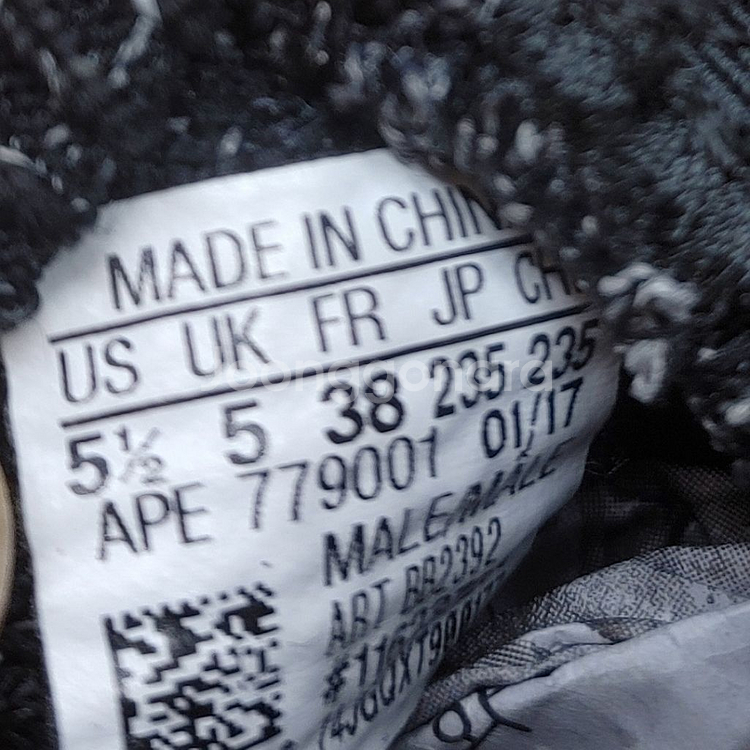 MADE IN CHIN
US UK FR JP CH
5½ 5 38 235 235
APE 779001 01/17
MALE/MÂLE
ART BB2392